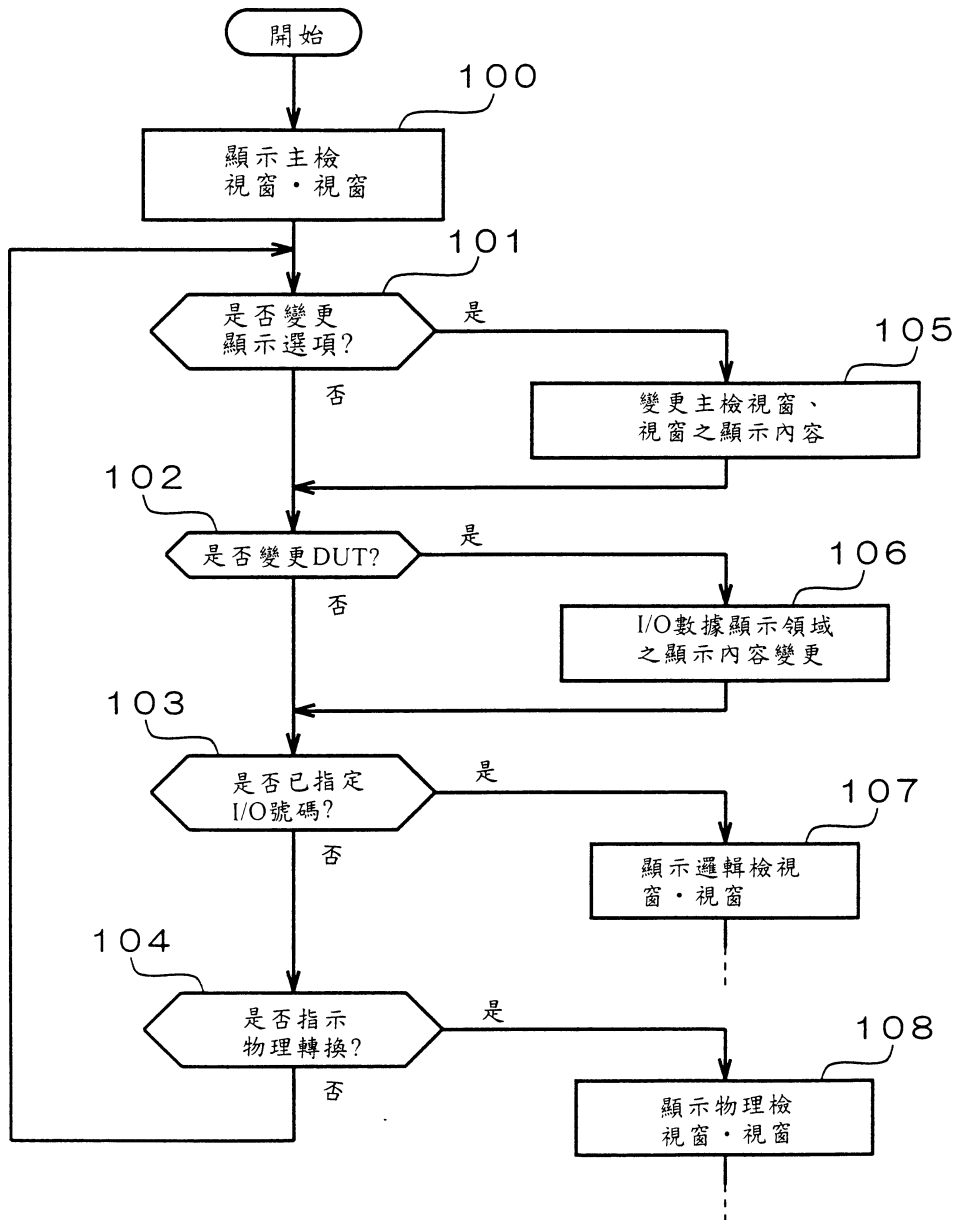 開始
100
顯示主檢
視窗·視窗
101
是否變更
顯示選項?
是
否
105
變更主檢視窗、
視窗之顯示內容
102
是否變更DUT?
是
否
106
I/O數據顯示領域
之顯示內容變更
103
是否已指定
I/O號碼?
是
否
107
顯示邏輯檢視
窗·視窗
104
是否指示
物理轉換?
是
否
108
顯示物理檢
視窗·視窗